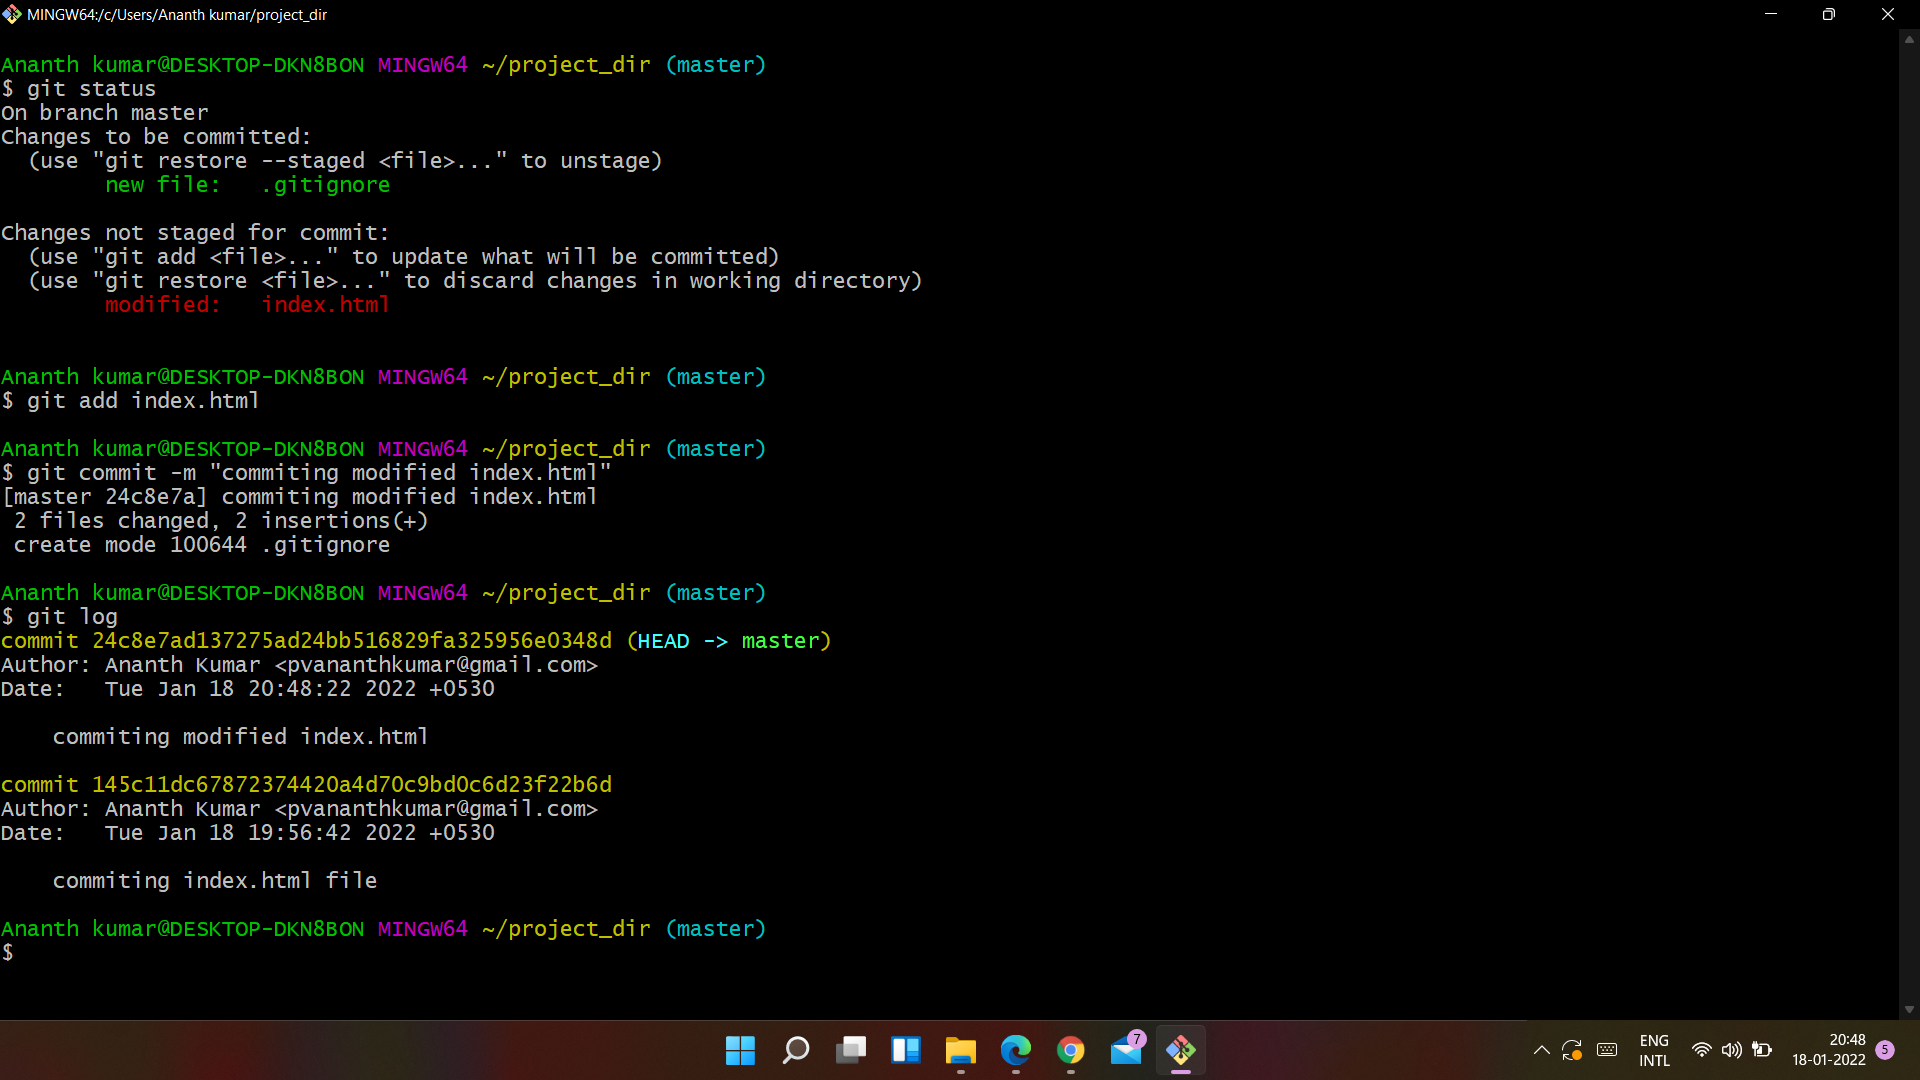 MINGW64:/c/Users/Ananth kumar/project_dir
Ananth kumar@DESKTOP-DKN8BON MINGW64 ~/project_dir (master)
$ git status
On branch master
Changes to be committed:
  (use "git restore --staged <file>..." to unstage)
        new file:   .gitignore
Changes not staged for commit:
  (use "git add <file>..." to update what will be committed)
  (use "git restore <file>..." to discard changes in working directory)
        modified:   index.html
Ananth kumar@DESKTOP-DKN8BON MINGW64 ~/project_dir (master)
$ git add index.html
Ananth kumar@DESKTOP-DKN8BON MINGW64 ~/project_dir (master)
$ git commit -m "commiting modified index.html"
[master 24c8e7a] commiting modified index.html
 2 files changed, 2 insertions(+)
 create mode 100644 .gitignore
Ananth kumar@DESKTOP-DKN8BON MINGW64 ~/project_dir (master)
$ git log
commit 24c8e7ad137275ad24bb516829fa325956e0348d (HEAD -> master)
Author: Ananth Kumar <pvananthkumar@gmail.com>
Date:   Tue Jan 18 20:48:22 2022 +0530
    commiting modified index.html
commit 145c11dc67872374420a4d70c9bd0c6d23f22b6d
Author: Ananth Kumar <pvananthkumar@gmail.com>
Date:   Tue Jan 18 19:56:42 2022 +0530
    commiting index.html file
Ananth kumar@DESKTOP-DKN8BON MINGW64 ~/project_dir (master)
$
7
ENG
INTL
20:48
18-01-2022
5